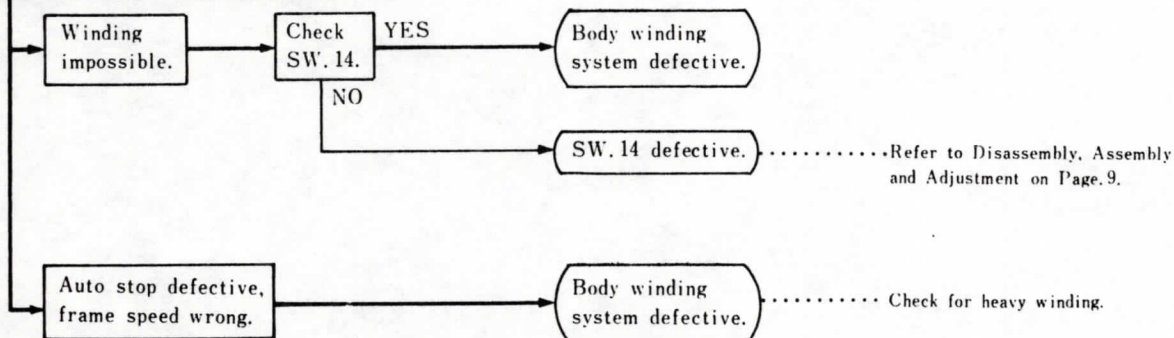 Winding
impossible.
Check
SW. 14.
YES
NO
Body winding
system defective.
SW. 14 defective.
Refer to Disassembly, Assembly
and Adjustment on Page. 9.
Auto stop defective,
frame speed wrong.
Body winding
system defective.
Check for heavy winding.